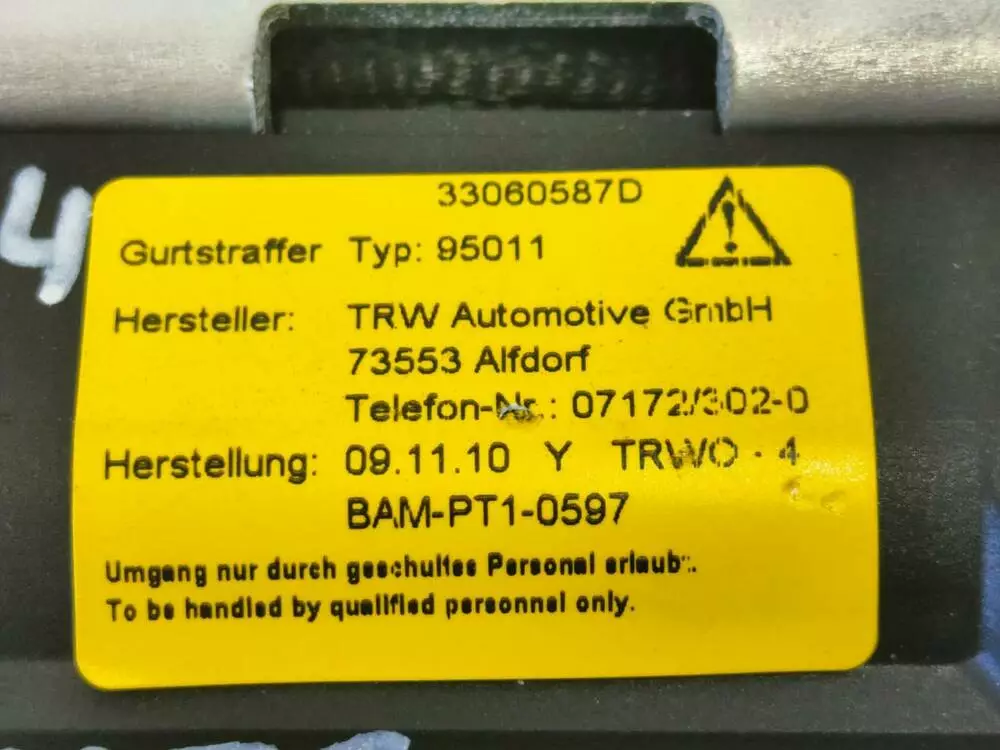 4
33060587D
Gurtstraffer Typ: 95011
Hersteller: TRW Automotive GmbH
73553 Alfdorf
Telefon-Nr.: 07172/302-0
Herstellung: 09.11.10 Y TRWO · 4
BAM-PT1-0597
Umgang nur durch geschultes Personal erlaubt.
To be handled by qualified personnel only.